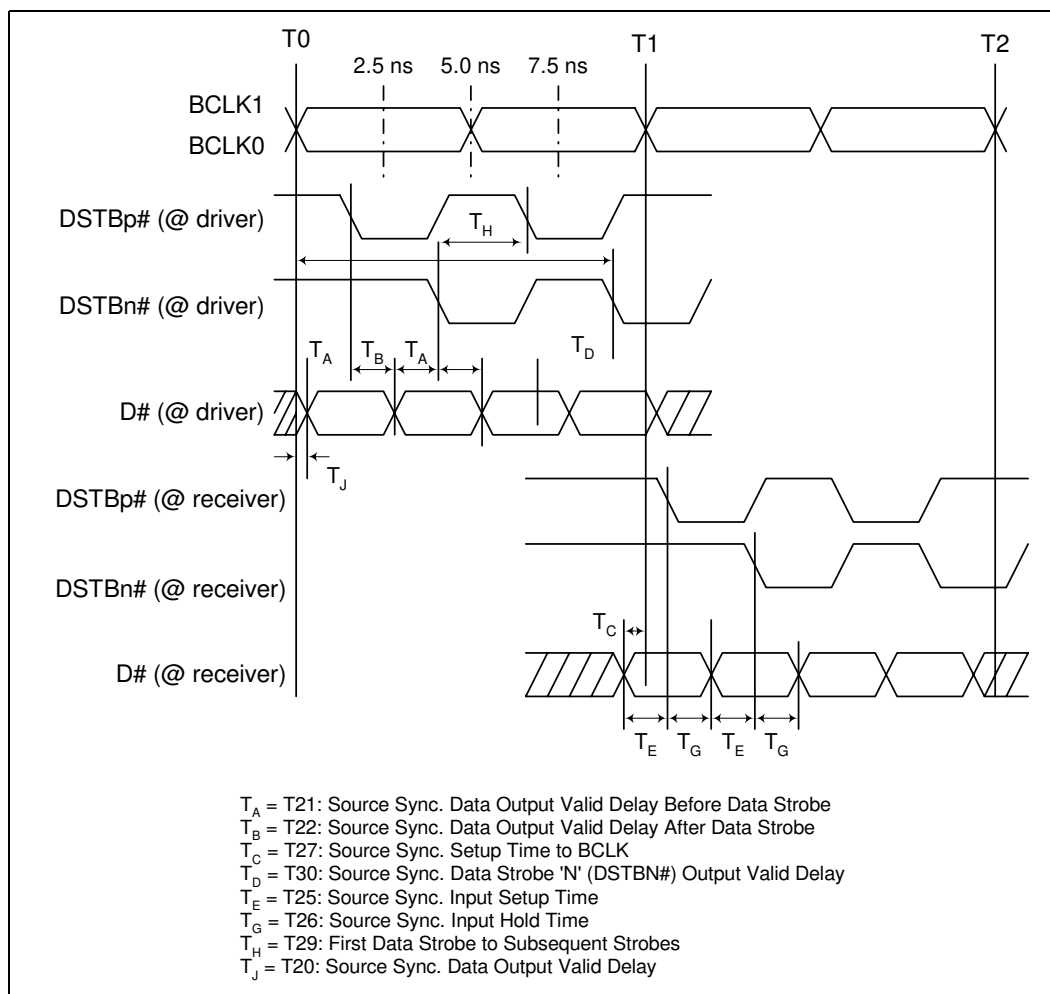 T0 T1 T2
2.5 ns 5.0 ns 7.5 ns
BCLK1
BCLK0
DSTBp# (@ driver)
TH
DSTBn# (@ driver)
TD
TA TB TA
D# (@ driver)
TJ
DSTBp# (@ receiver)
DSTBn# (@ receiver)
TC
D# (@ receiver)
TE TG TE TG
TA = T21: Source Sync. Data Output Valid Delay Before Data Strobe
TB = T22: Source Sync. Data Output Valid Delay After Data Strobe
TC = T27: Source Sync. Setup Time to BCLK
TD = T30: Source Sync. Data Strobe 'N' (DSTBN#) Output Valid Delay
TE = T25: Source Sync. Input Setup Time
TG = T26: Source Sync. Input Hold Time
TH = T29: First Data Strobe to Subsequent Strobes
TJ = T20: Source Sync. Data Output Valid Delay